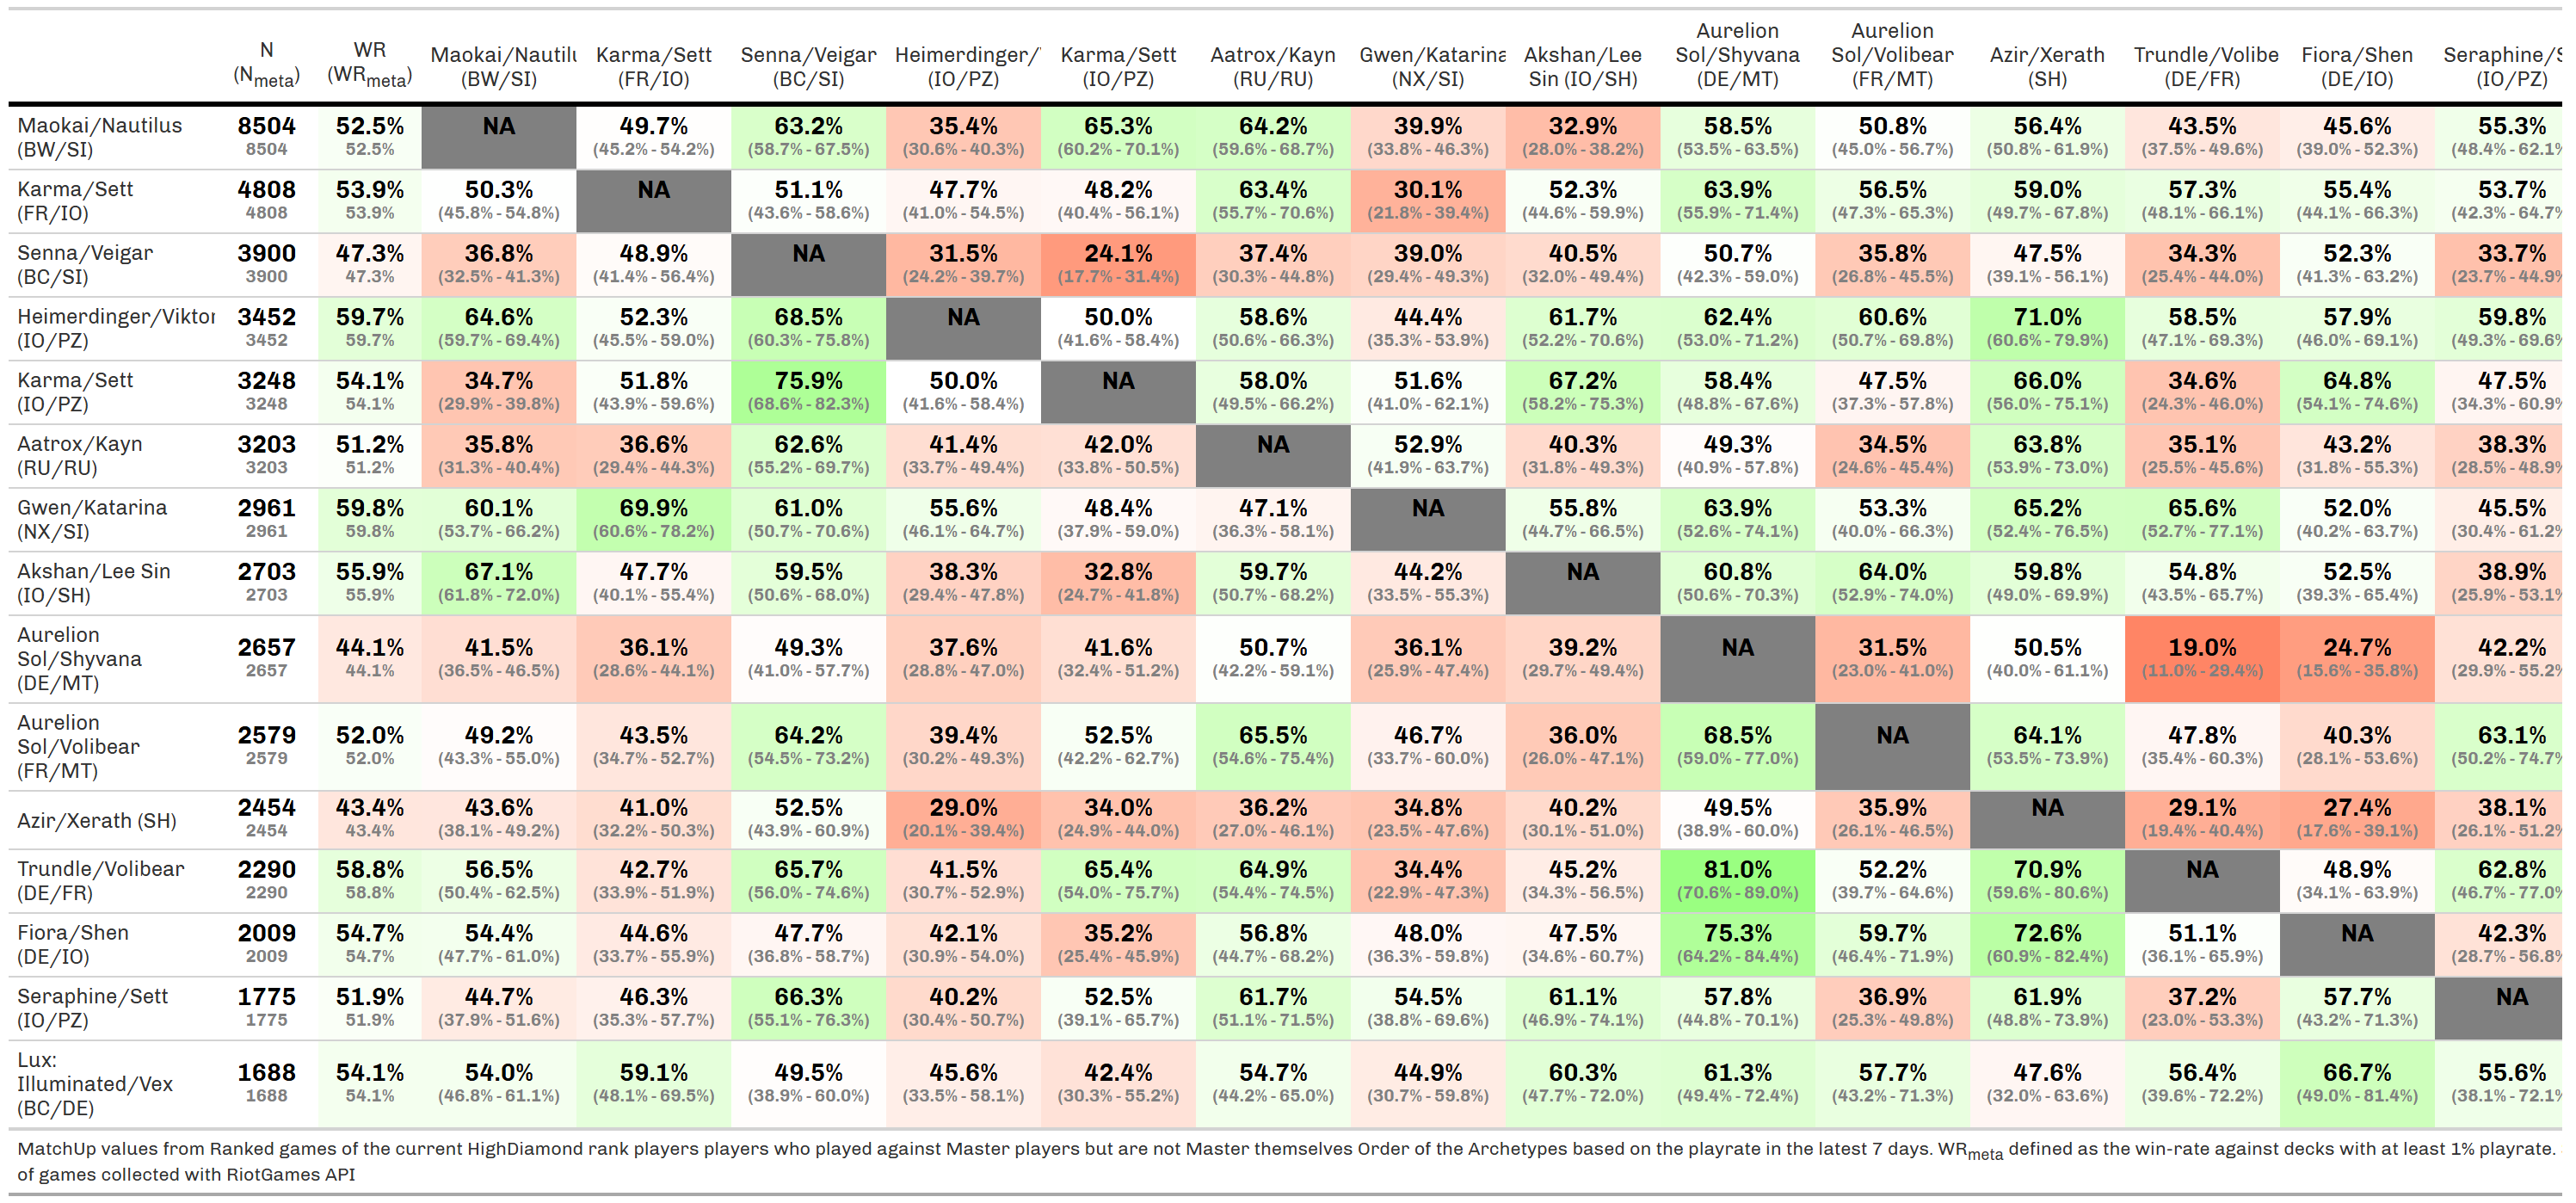 N WR Maokai/Nautilu Karma/Sett Senna/Veigar Heimerdinger/ Karma/Sett Aatrox/Kayn Gwen/Katarina Akshan/Lee Aurelion Sol/Shyvana Aurelion Sol/Volibear Azir/Xerath Trundle/Volibe Fiora/Shen Seraphine/S
(Nmeta) (WRmeta) (BW/SI) (FR/IO) (BC/SI) (IO/PZ) (IO/PZ) (RU/RU) (NX/SI) Sin (IO/SH) (DE/MT) (FR/MT) (SH) (DE/FR) (DE/IO) (IO/PZ)
Maokai/Nautilus 8504 52.5% NA 49.7% 63.2% 35.4% 65.3% 64.2% 39.9% 32.9% 58.5% 50.8% 56.4% 43.5% 45.6% 55.3%
(BW/SI) 8504 52.5% (45.2% - 54.2%) (58.7% - 67.5%) (30.6% - 40.3%) (60.2% - 70.1%) (59.6% - 68.7%) (33.8% - 46.3%) (28.0% - 38.2%) (53.5% - 63.5%) (45.0% - 56.7%) (50.8% - 61.9%) (37.5% - 49.6%) (39.0% - 52.3%) (48.4% - 62.1%
Karma/Sett 4808 53.9% 50.3% NA 51.1% 47.7% 48.2% 63.4% 30.1% 52.3% 63.9% 56.5% 59.0% 57.3% 55.4% 53.7%
(FR/IO) 4808 53.9% (45.8% - 54.8%) (43.6% - 58.6%) (41.0% - 54.5%) (40.4% - 56.1%) (55.7% - 70.6%) (21.8% - 39.4%) (44.6% - 59.9%) (55.9% - 71.4%) (47.3% - 65.3%) (49.7% - 67.8%) (48.1% - 66.1%) (44.1% - 66.3%) (42.3% - 64.7%
Senna/Veigar 3900 47.3% 36.8% 48.9% NA 31.5% 24.1% 37.4% 39.0% 40.5% 50.7% 35.8% 47.5% 34.3% 52.3% 33.7%
(BC/SI) 3900 47.3% (32.5% - 41.3%) (41.4% - 56.4%) (24.2% - 39.7%) (17.7% - 31.4%) (30.3% - 44.8%) (29.4% - 49.3%) (32.0% - 49.4%) (42.3% - 59.0%) (26.8% - 45.5%) (39.1% - 56.1%) (25.4% - 44.0%) (41.3% - 63.2%) (23.7% - 44.9%
Heimerdinger/Viktor 3452 59.7% 64.6% 52.3% 68.5% NA 50.0% 58.6% 44.4% 61.7% 62.4% 60.6% 71.0% 58.5% 57.9% 59.8%
(IO/PZ) 3452 59.7% (59.7% - 69.4%) (45.5% - 59.0%) (60.3% - 75.8%) (41.6% - 58.4%) (50.6% - 66.3%) (35.3% - 53.9%) (52.2% - 70.6%) (53.0% - 71.2%) (50.7% - 69.8%) (60.6% - 79.9%) (47.1% - 69.3%) (46.0% - 69.1%) (49.3% - 69.6%
Karma/Sett 3248 54.1% 34.7% 51.8% 75.9% 50.0% NA 58.0% 51.6% 67.2% 58.4% 47.5% 66.0% 34.6% 64.8% 47.5%
(IO/PZ) 3248 54.1% (29.9% - 39.8%) (43.9% - 59.6%) (68.6% - 82.3%) (41.6% - 58.4%) (49.5% - 66.2%) (41.0% - 62.1%) (58.2% - 75.3%) (48.8% - 67.6%) (37.3% - 57.8%) (56.0% - 75.1%) (24.3% - 46.0%) (54.1% - 74.6%) (34.3% - 60.9%
Aatrox/Kayn 3203 51.2% 35.8% 36.6% 62.6% 41.4% 42.0% NA 52.9% 40.3% 49.3% 34.5% 63.8% 35.1% 43.2% 38.3%
(RU/RU) 3203 51.2% (31.3% - 40.4%) (29.4% - 44.3%) (55.2% - 69.7%) (33.7% - 49.4%) (33.8% - 50.5%) (41.9% - 63.7%) (31.8% - 49.3%) (40.9% - 57.8%) (24.6% - 45.4%) (53.9% - 73.0%) (25.5% - 45.6%) (31.8% - 55.3%) (28.5% - 48.9%
Gwen/Katarina 2961 59.8% 60.1% 69.9% 61.0% 55.6% 48.4% 47.1% NA 55.8% 63.9% 53.3% 65.2% 65.6% 52.0% 45.5%
(NX/SI) 2961 59.8% (53.7% - 66.2%) (60.6% - 78.2%) (50.7% - 70.6%) (46.1% - 64.7%) (37.9% - 59.0%) (36.3% - 58.1%) (44.7% - 66.5%) (52.6% - 74.1%) (40.0% - 66.3%) (52.4% - 76.5%) (52.7% - 77.1%) (40.2% - 63.7%) (30.4% - 61.2%
Akshan/Lee Sin 2703 55.9% 67.1% 47.7% 59.5% 38.3% 32.8% 59.7% 44.2% NA 60.8% 64.0% 59.8% 54.8% 52.5% 38.9%
(IO/SH) 2703 55.9% (61.8% - 72.0%) (40.1% - 55.4%) (50.6% - 68.0%) (29.4% - 47.8%) (24.7% - 41.8%) (50.7% - 68.2%) (33.5% - 55.3%) (50.6% - 70.3%) (52.9% - 74.0%) (49.0% - 69.9%) (43.5% - 65.7%) (39.3% - 65.4%) (25.9% - 53.1%
Aurelion
Sol/Shyvana 2657 44.1% 41.5% 36.1% 49.3% 37.6% 41.6% 50.7% 36.1% 39.2% NA 31.5% 50.5% 19.0% 24.7% 42.2%
(DE/MT) 2657 44.1% (36.5% - 46.5%) (28.6% - 44.1%) (41.0% - 57.7%) (28.8% - 47.0%) (32.4% - 51.2%) (42.2% - 59.1%) (25.9% - 47.4%) (29.7% - 49.4%) (23.0% - 41.0%) (40.0% - 61.1%) (11.0% - 29.4%) (15.6% - 35.8%) (29.9% - 55.2%
Aurelion
Sol/Volibear 2579 52.0% 49.2% 43.5% 64.2% 39.4% 52.5% 65.5% 46.7% 36.0% 68.5% NA 64.1% 47.8% 40.3% 63.1%
(FR/MT) 2579 52.0% (43.3% - 55.0%) (34.7% - 52.7%) (54.5% - 73.2%) (30.2% - 49.3%) (42.2% - 62.7%) (54.6% - 75.4%) (33.7% - 60.0%) (26.0% - 47.1%) (59.0% - 77.0%) (53.5% - 73.9%) (35.4% - 60.3%) (28.1% - 53.6%) (50.2% - 74.7%
Azir/Xerath (SH) 2454 43.4% 43.6% 41.0% 52.5% 29.0% 34.0% 36.2% 34.8% 40.2% 49.5% 35.9% NA 29.1% 27.4% 38.1%
2454 43.4% (38.1% - 49.2%) (32.2% - 50.3%) (43.9% - 60.9%) (20.1% - 39.4%) (24.9% - 44.0%) (27.0% - 46.1%) (23.5% - 47.6%) (30.1% - 51.0%) (38.9% - 60.0%) (26.1% - 46.5%) (19.4% - 40.4%) (17.6% - 39.1%) (26.1% - 51.2%
Trundle/Volibear 2290 58.8% 56.5% 42.7% 65.7% 41.5% 65.4% 64.9% 34.4% 45.2% 81.0% 52.2% 70.9% NA 48.9% 62.8%
(DE/FR) 2290 58.8% (50.4% - 62.5%) (33.9% - 51.9%) (56.0% - 74.6%) (30.7% - 52.9%) (54.0% - 75.7%) (54.4% - 74.5%) (22.9% - 47.3%) (34.3% - 56.5%) (70.6% - 89.0%) (39.7% - 64.6%) (59.6% - 80.6%) (34.1% - 63.9%) (46.7% - 77.0%
Fiora/Shen 2009 54.7% 54.4% 44.6% 47.7% 42.1% 35.2% 56.8% 48.0% 47.5% 75.3% 59.7% 72.6% 51.1% NA 42.3%
(DE/IO) 2009 54.7% (47.7% - 61.0%) (33.7% - 55.9%) (36.8% - 58.7%) (30.9% - 54.0%) (25.4% - 45.9%) (44.7% - 68.2%) (36.3% - 59.8%) (34.6% - 60.7%) (64.2% - 84.4%) (46.4% - 71.9%) (60.9% - 82.4%) (36.1% - 65.9%) (28.7% - 56.8%
Seraphine/Sett 1775 51.9% 44.7% 46.3% 66.3% 40.2% 52.5% 61.7% 54.5% 61.1% 57.8% 36.9% 61.9% 37.2% 57.7% NA
(IO/PZ) 1775 51.9% (37.9% - 51.6%) (35.3% - 57.7%) (55.1% - 76.3%) (30.4% - 50.7%) (39.1% - 65.7%) (51.1% - 71.5%) (38.8% - 69.6%) (46.9% - 74.1%) (44.8% - 70.1%) (25.3% - 49.8%) (48.8% - 73.9%) (23.0% - 53.3%) (43.2% - 71.3%)
Lux:
Illuminated/Vex 1688 54.1% 54.0% 59.1% 49.5% 45.6% 42.4% 54.7% 44.9% 60.3% 61.3% 57.7% 47.6% 56.4% 66.7% 55.6%
(BC/DE) 1688 54.1% (46.8% - 61.1%) (48.1% - 69.5%) (38.9% - 60.0%) (33.5% - 58.1%) (30.3% - 55.2%) (44.2% - 65.0%) (30.7% - 59.8%) (47.7% - 72.0%) (49.4% - 72.4%) (43.2% - 71.3%) (32.0% - 63.6%) (39.6% - 72.2%) (49.0% - 81.4%) (38.1% - 72.1%
MatchUp values from Ranked games of the current HighDiamond rank players players who played against Master players but are not Master themselves Order of the Archetypes based on the playrate in the latest 7 days. WRmeta defined as the win-rate against decks with at least 1% playrate.
of games collected with RiotGames API